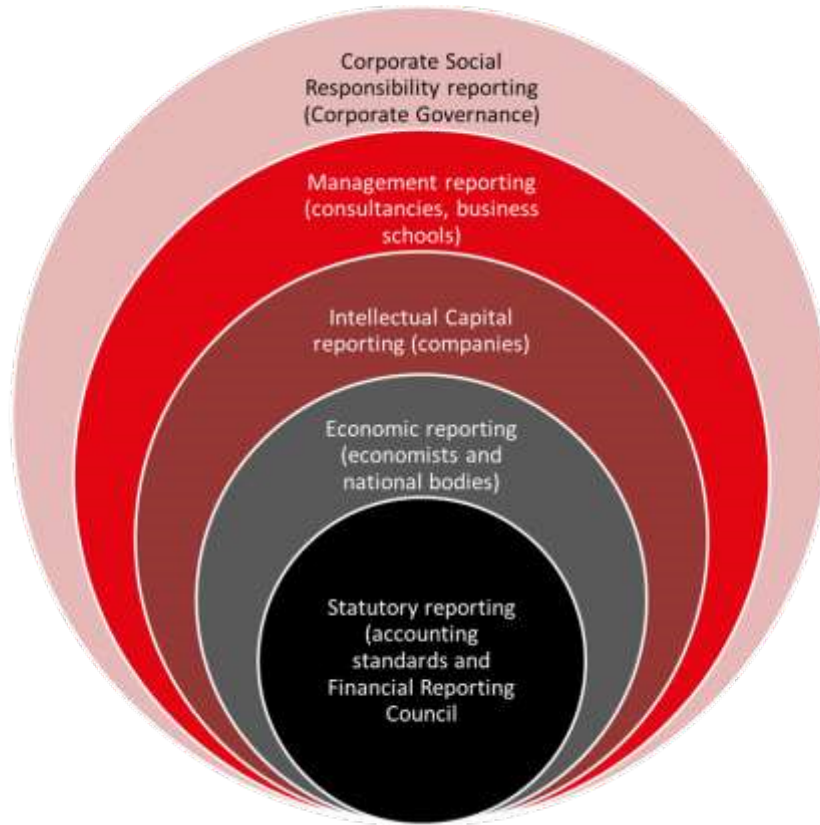 Corporate Social
Responsibility reporting
(Corporate Governance)
Management reporting
(consultancies, business
schools)
Intellectual Capital
reporting (companies)
Economic reporting
(economists and
national bodies)
Statutory reporting
(accounting
standards and
Financial Reporting
Council